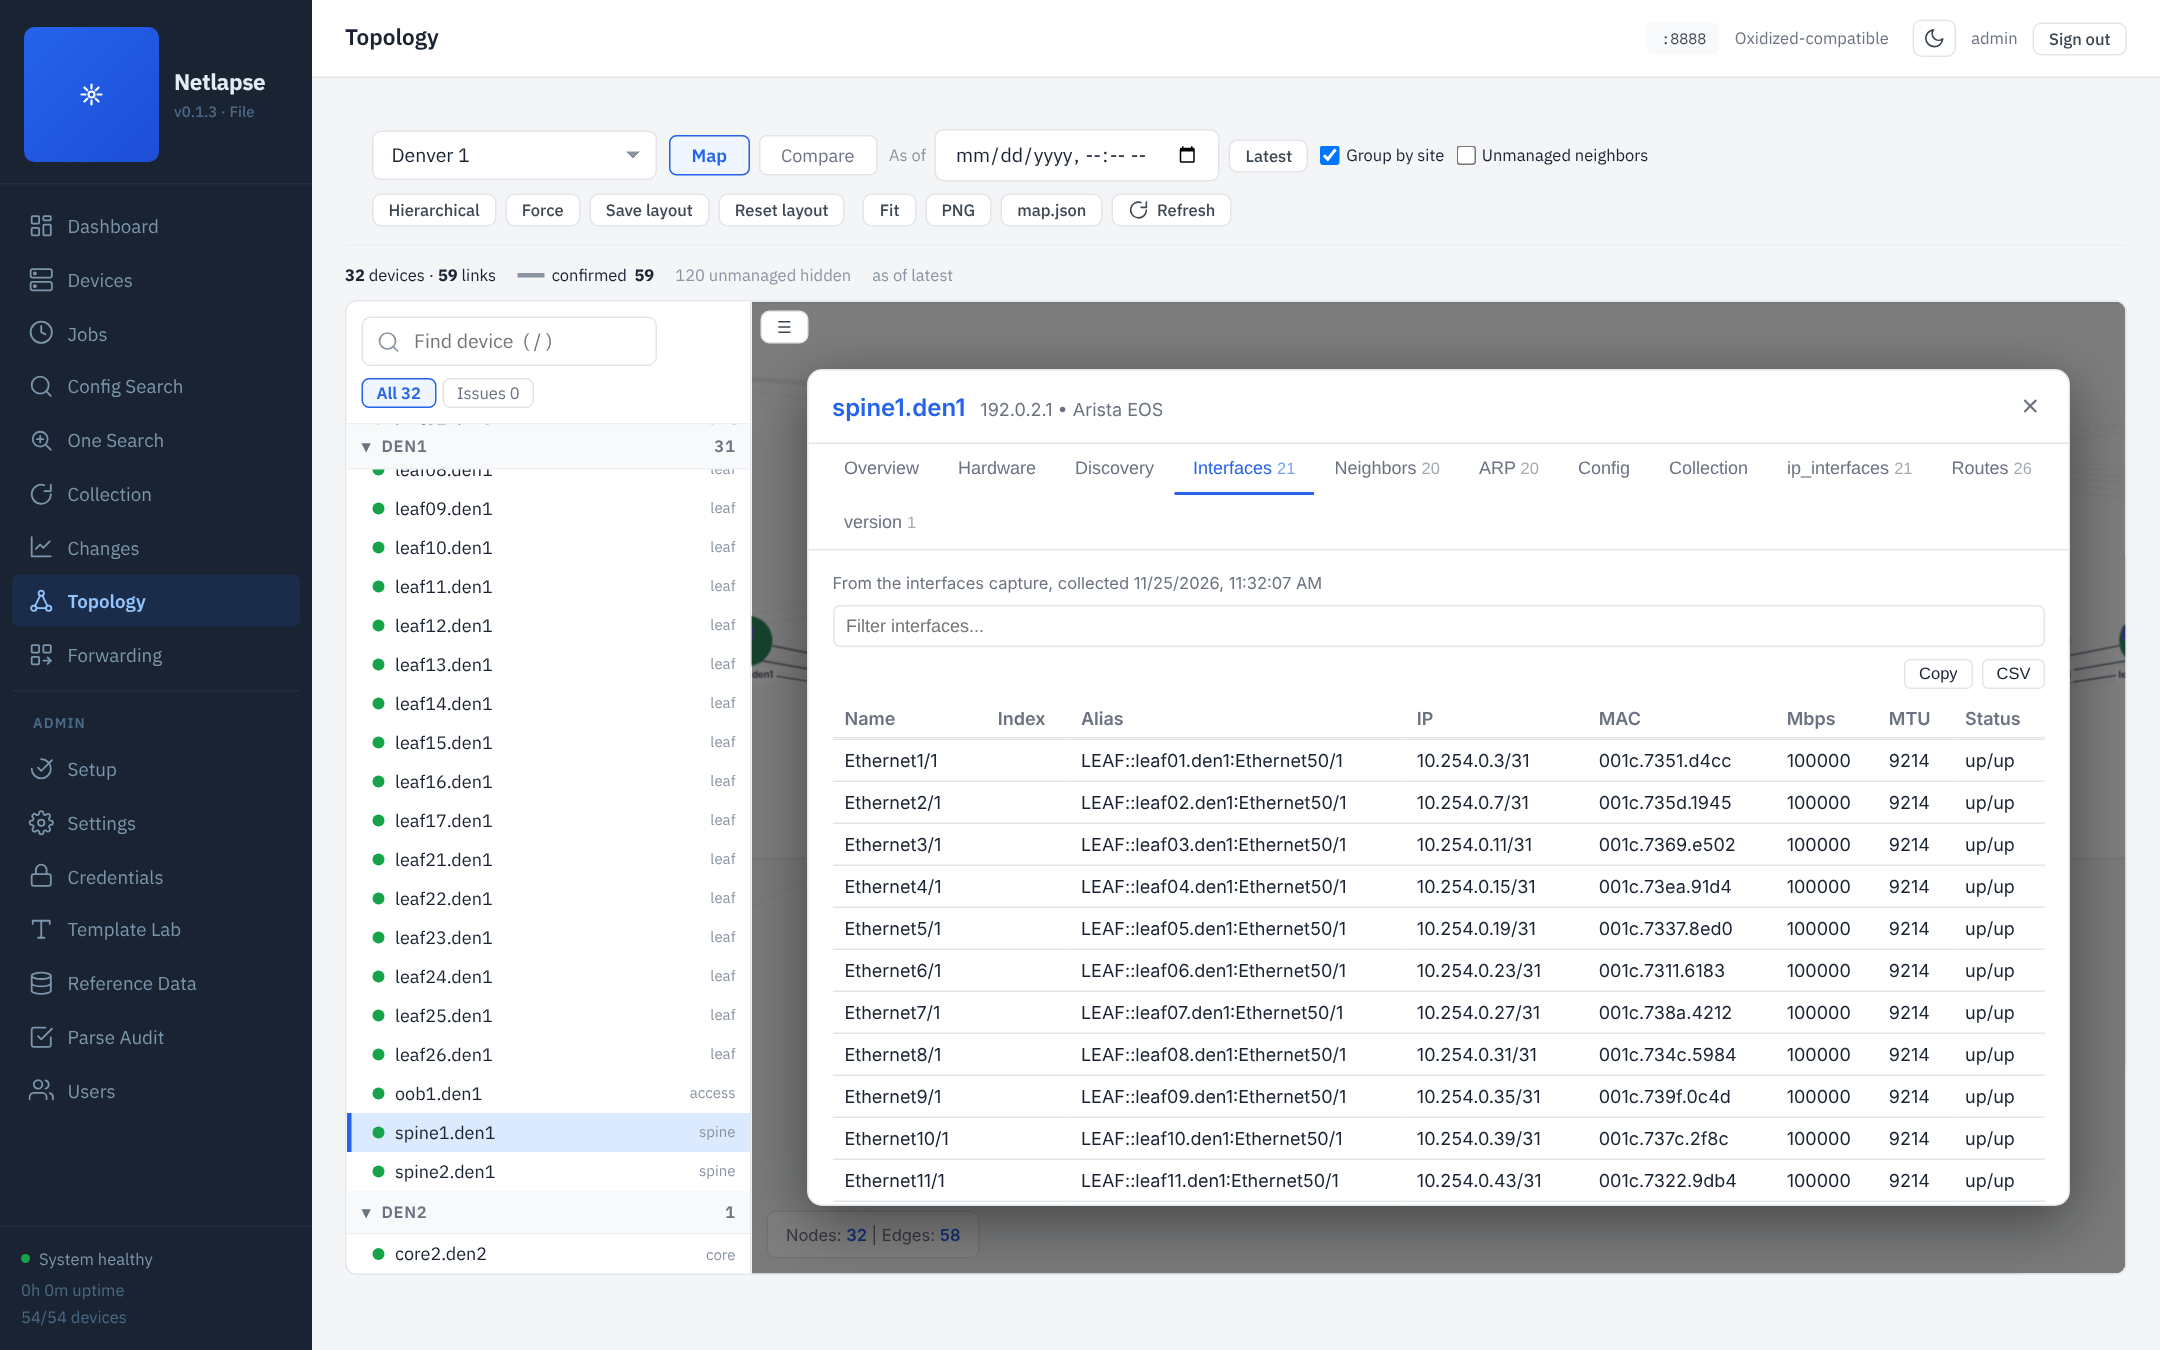 Netlapse
v0.1.3 · File
Dashboard
Devices
Jobs
Config Search
One Search
Collection
Changes
Topology
Forwarding
ADMIN
Setup
Settings
Credentials
Template Lab
Reference Data
Parse Audit
Users
System healthy
0h 0m uptime
54/54 devices
Topology
:8888 Oxidized-compatible admin Sign out
Denver 1 Map Compare As of mm/dd/yyyy, --:-- -- Latest Group by site Unmanaged neighbors
Hierarchical Force Save layout Reset layout Fit PNG map.json Refresh
32 devices · 59 links confirmed 59 120 unmanaged hidden as of latest
Find device ( / )
All 32 Issues 0
▼ DEN1 31
leaf08.den1 leaf
leaf09.den1 leaf
leaf10.den1 leaf
leaf11.den1 leaf
leaf12.den1 leaf
leaf13.den1 leaf
leaf14.den1 leaf
leaf15.den1 leaf
leaf16.den1 leaf
leaf17.den1 leaf
leaf21.den1 leaf
leaf22.den1 leaf
leaf23.den1 leaf
leaf24.den1 leaf
leaf25.den1 leaf
leaf26.den1 leaf
oob1.den1 access
spine1.den1 spine
spine2.den1 spine
▼ DEN2 1
core2.den2 core
☰
spine1.den1 192.0.2.1 • Arista EOS ✕
Overview Hardware Discovery Interfaces 21 Neighbors 20 ARP 20 Config Collection ip_interfaces 21 Routes 26
version 1
From the interfaces capture, collected 11/25/2026, 11:32:07 AM
Filter interfaces...
Copy CSV
Name Index Alias IP MAC Mbps MTU Status
Ethernet1/1 LEAF::leaf01.den1:Ethernet50/1 10.254.0.3/31 001c.7351.d4cc 100000 9214 up/up
Ethernet2/1 LEAF::leaf02.den1:Ethernet50/1 10.254.0.7/31 001c.735d.1945 100000 9214 up/up
Ethernet3/1 LEAF::leaf03.den1:Ethernet50/1 10.254.0.11/31 001c.7369.e502 100000 9214 up/up
Ethernet4/1 LEAF::leaf04.den1:Ethernet50/1 10.254.0.15/31 001c.73ea.91d4 100000 9214 up/up
Ethernet5/1 LEAF::leaf05.den1:Ethernet50/1 10.254.0.19/31 001c.7337.8ed0 100000 9214 up/up
Ethernet6/1 LEAF::leaf06.den1:Ethernet50/1 10.254.0.23/31 001c.7311.6183 100000 9214 up/up
Ethernet7/1 LEAF::leaf07.den1:Ethernet50/1 10.254.0.27/31 001c.738a.4212 100000 9214 up/up
Ethernet8/1 LEAF::leaf08.den1:Ethernet50/1 10.254.0.31/31 001c.734c.5984 100000 9214 up/up
Ethernet9/1 LEAF::leaf09.den1:Ethernet50/1 10.254.0.35/31 001c.739f.0c4d 100000 9214 up/up
Ethernet10/1 LEAF::leaf10.den1:Ethernet50/1 10.254.0.39/31 001c.737c.2f8c 100000 9214 up/up
Ethernet11/1 LEAF::leaf11.den1:Ethernet50/1 10.254.0.43/31 001c.7322.9db4 100000 9214 up/up
Nodes: 32 | Edges: 58